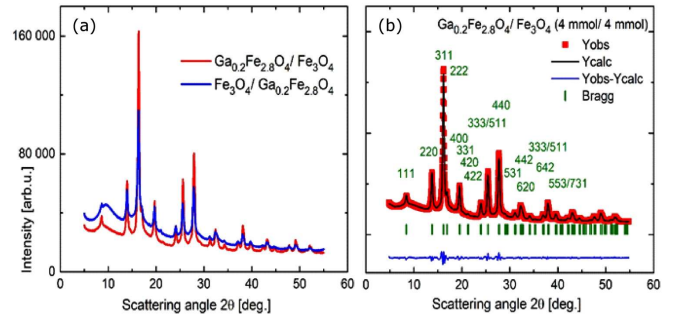 (a)
160 000
80 000
0
Intensity [arb.u.]
Ga0.2Fe2.8O4/ Fe3O4
Fe3O4/ Ga0.2Fe2.8O4
0 10 20 30 40 50 60
Scattering angle 2θ [deg.]
(b)
Ga0.2Fe2.8O4/ Fe3O4 (4 mmol/ 4 mmol)
Yobs
Ycalc
Yobs-Ycalc
Bragg
311
222
440
400
333/511
331
220
420
422
111
333/511
442
642
531
620
553/731
0 10 20 30 40 50 60
Scattering angle 2θ [deg.]